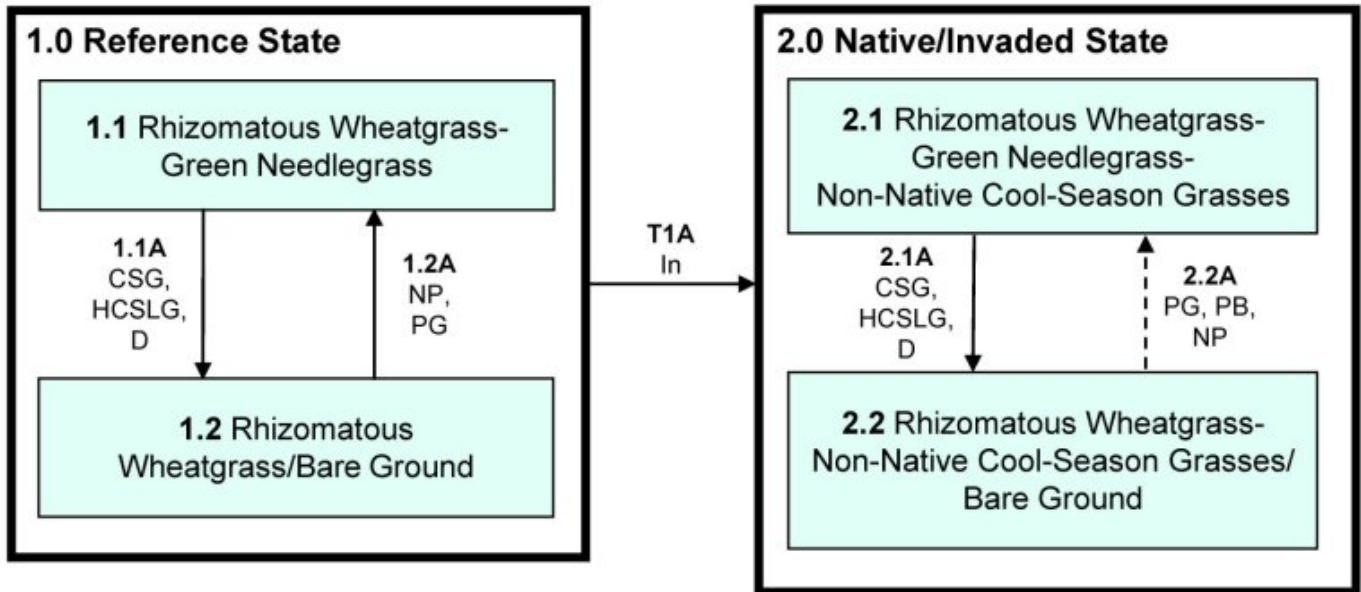 1.0 Reference State
1.1 Rhizomatous Wheatgrass-
Green Needlegrass
1.1A
CSG,
HCSLG,
D
1.2A
NP,
PG
1.2 Rhizomatous
Wheatgrass/Bare Ground
T1A
In
2.0 Native/Invaded State
2.1 Rhizomatous Wheatgrass-
Green Needlegrass-
Non-Native Cool-Season Grasses
2.1A
CSG,
HCSLG,
D
2.2A
PG, PB,
NP
2.2 Rhizomatous Wheatgrass-
Non-Native Cool-Season Grasses/
Bare Ground